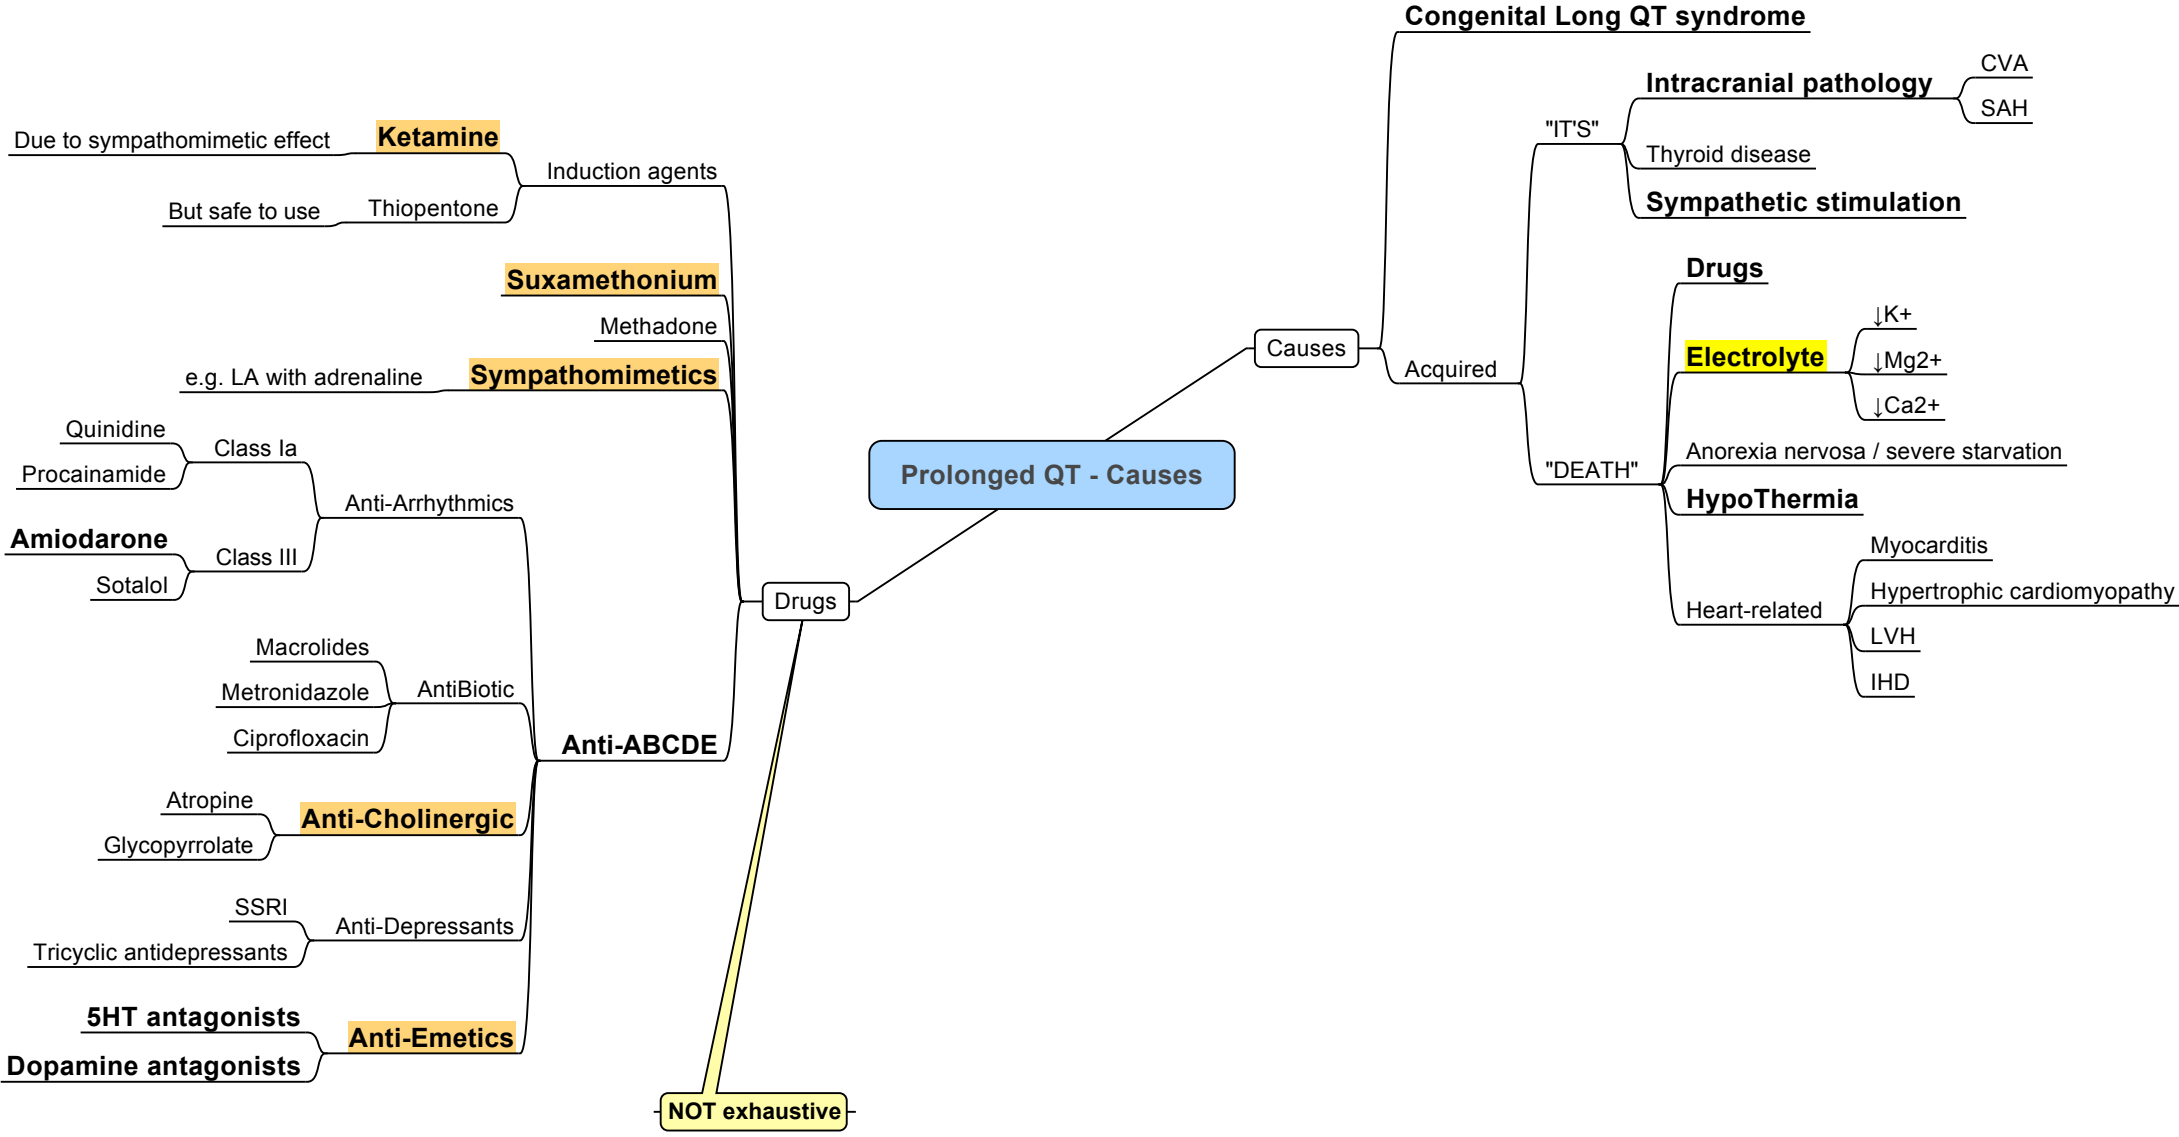 Prolonged QT - Causes
Causes
Congenital Long QT syndrome
Acquired
"IT'S"
Intracranial pathology
CVA
SAH
Thyroid disease
Sympathetic stimulation
"DEATH"
Drugs
Electrolyte
↓K+
↓Mg2+
↓Ca2+
Anorexia nervosa / severe starvation
HypoThermia
Heart-related
Myocarditis
Hypertrophic cardiomyopathy
LVH
IHD
Drugs
Induction agents
Ketamine
Due to sympathomimetic effect
Thiopentone
But safe to use
Suxamethonium
Methadone
Sympathomimetics
e.g. LA with adrenaline
Anti-ABCDE
Anti-Arrhythmics
Class Ia
Quinidine
Procainamide
Class III
Amiodarone
Sotalol
AntiBiotic
Macrolides
Metronidazole
Ciprofloxacin
Anti-Cholinergic
Atropine
Glycopyrrolate
Anti-Depressants
SSRI
Tricyclic antidepressants
Anti-Emetics
5HT antagonists
Dopamine antagonists
NOT exhaustive